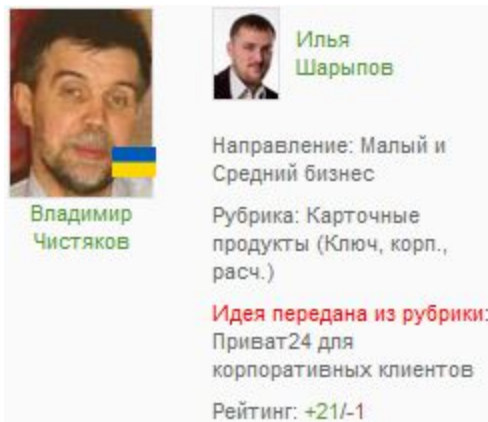 Владимир
Чистяков
Илья
Шарыпов
Направление: Малый и
Средний бизнес
Рубрика: Карточные
продукты (Ключ, корп.,
расч.)
Идея передана из рубрики:
Приват24 для
корпоративных клиентов
Рейтинг: +21/-1